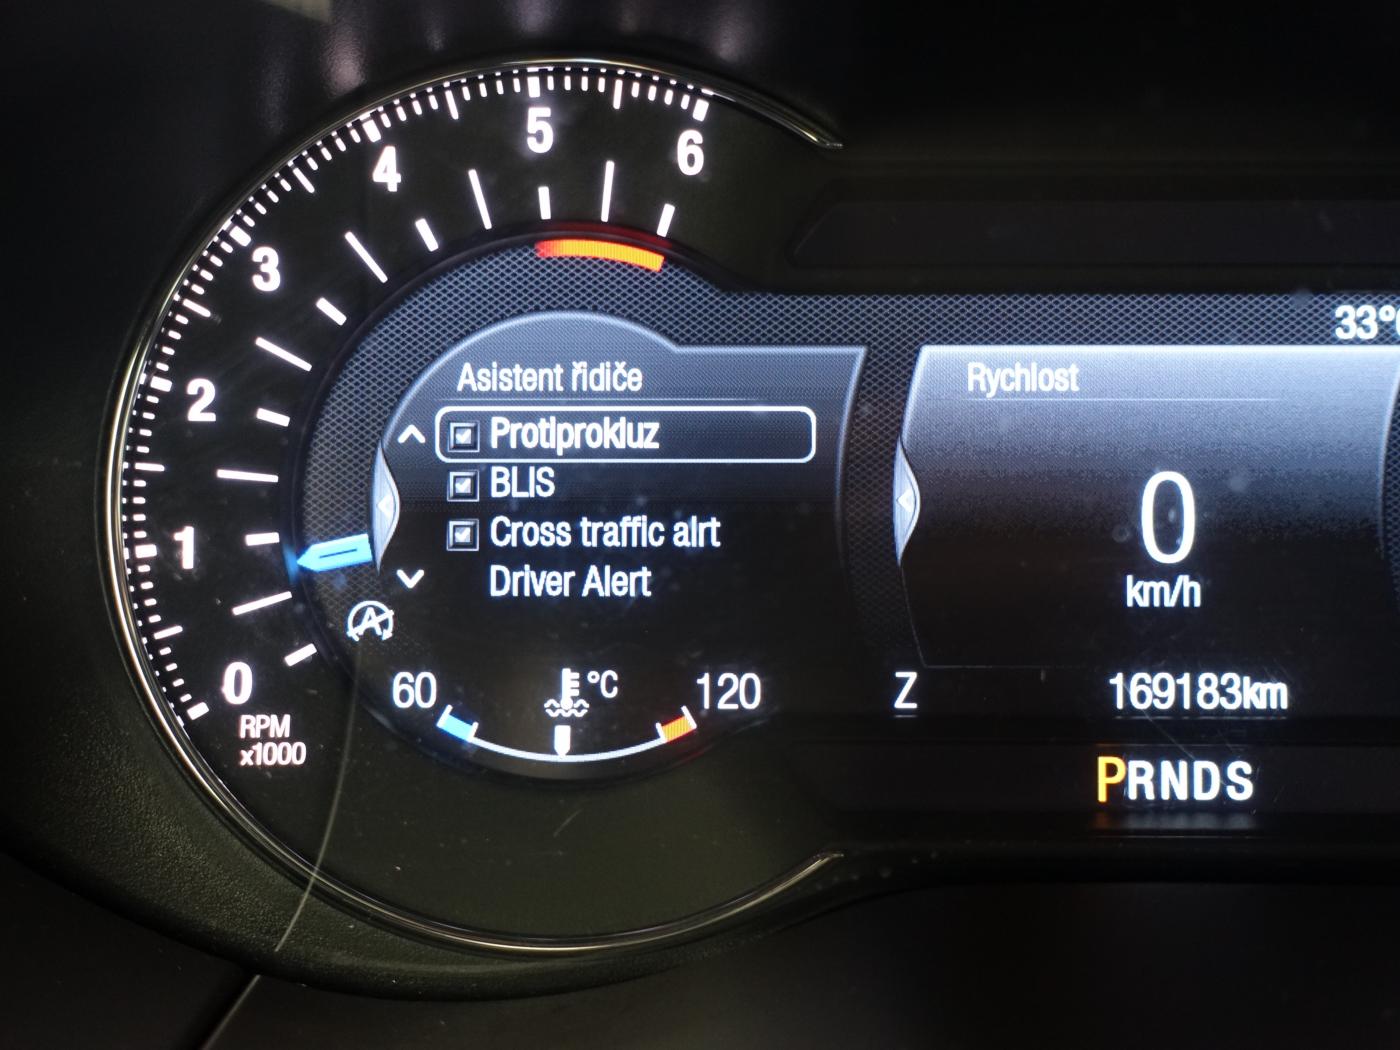 6
5
4
3
2
1
0
RPM
x1000
33°
Asistent řidiče
Protiprokluz
BLIS
Cross traffic alrt
Driver Alert
60
°C
120
Rychlost
0
km/h
Z
169183km
PRNDS